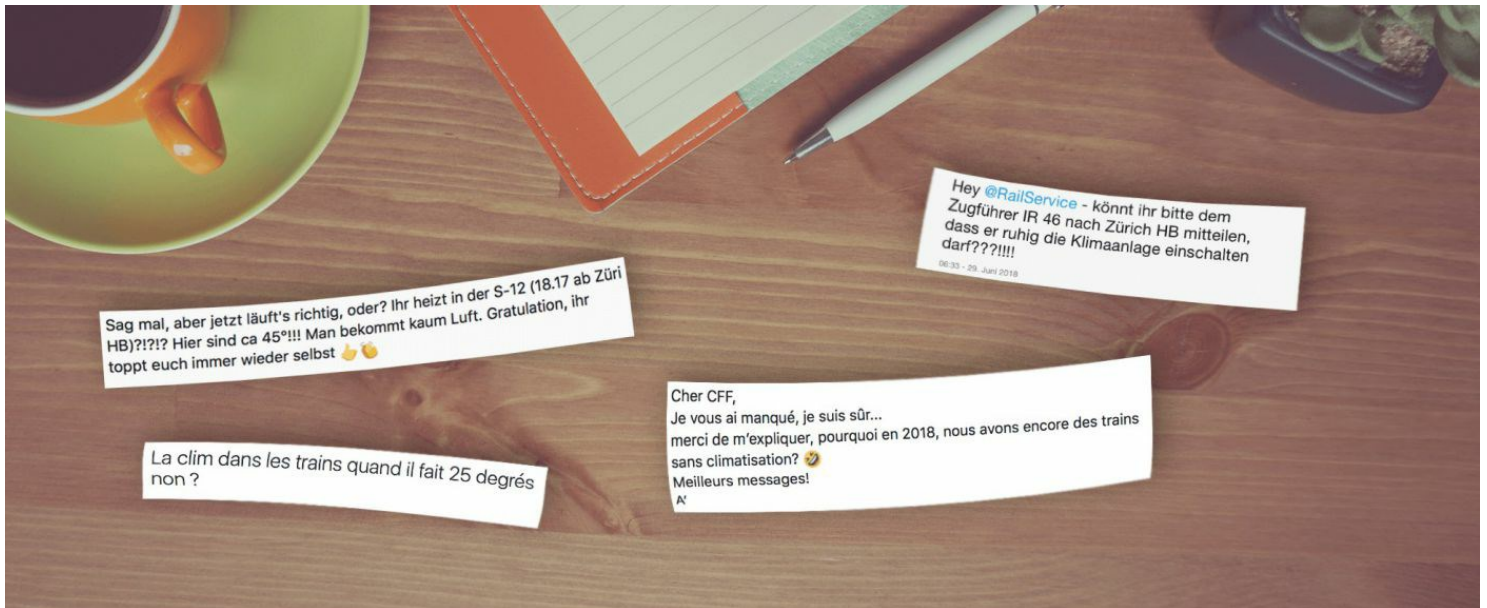 Hey @RailService - könnt ihr bitte dem
Zugführer IR 46 nach Zürich HB mitteilen,
dass er ruhig die Klimaanlage einschalten
darf???!!!!
06:33 - 29. Juni 2018
Sag mal, aber jetzt läuft's richtig, oder? Ihr heizt in der S-12 (18.17 ab Züri
HB)?!?!? Hier sind ca 45°!!! Man bekommt kaum Luft. Gratulation, ihr
toppt euch immer wieder selbst 👍👏
Cher CFF,
Je vous ai manqué, je suis sûr...
merci de m'expliquer, pourquoi en 2018, nous avons encore des trains
sans climatisation? 🤣
Meilleurs messages!
La clim dans les trains quand il fait 25 degrés
non ?